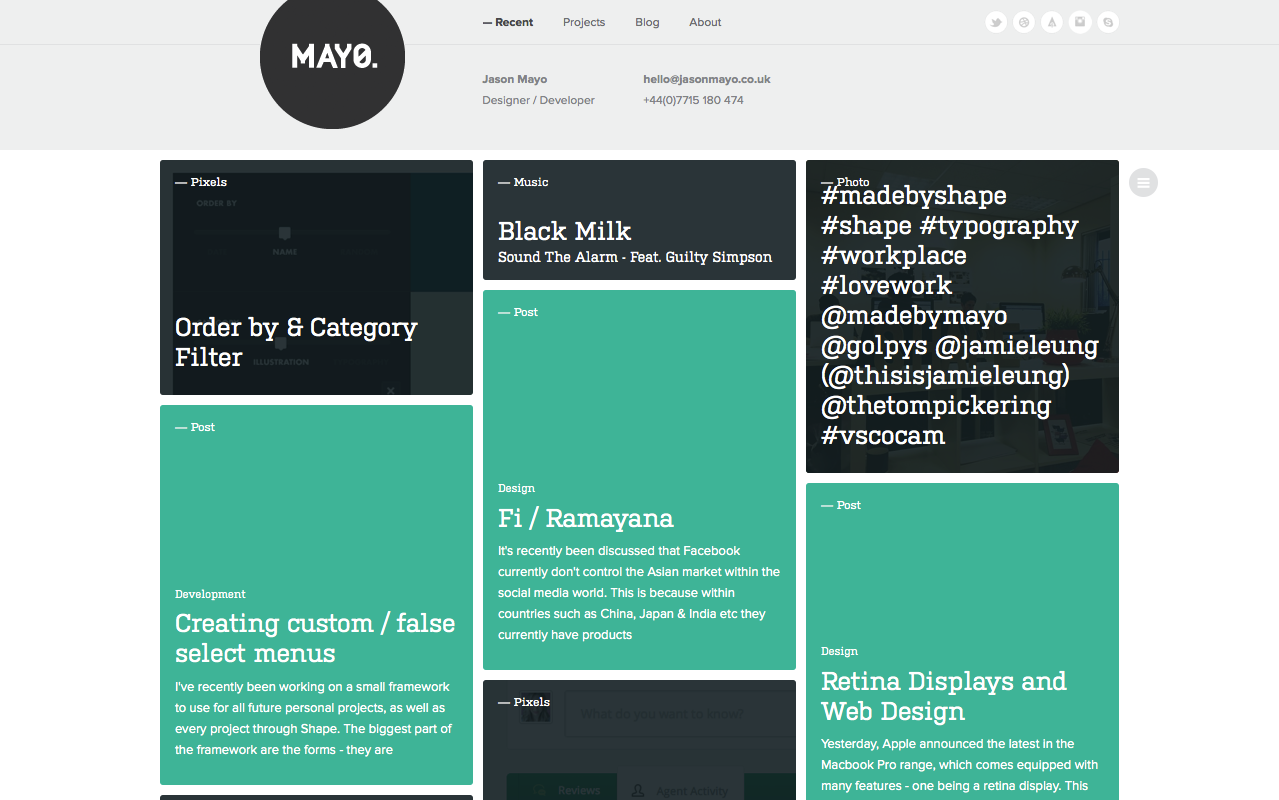 MAYO.
— Recent
Projects
Blog
About
Jason Mayo
Designer / Developer
hello@jasonmayo.co.uk
+44(0)7715 180 474
— Pixels
ORDER BY
NAME
Order by & Category
Filter
ILLUSTRATION
— Post
Development
Creating custom / false
select menus
I've recently been working on a small framework
to use for all future personal projects, as well as
every project through Shape. The biggest part of
the framework are the forms - they are
— Music
Black Milk
Sound The Alarm - Feat. Guilty Simpson
— Post
Design
Fi / Ramayana
It's recently been discussed that Facebook
currently don't control the Asian market within the
social media world. This is because within
countries such as China, Japan & India etc they
currently have products
— Pixels
What do you want to know?
Reviews
Agent Activity
— Photo
#madebyshape
#shape #typography
#workplace
#lovework
@madebymayo
@golpys @jamieleung
(@thisisjamieleung)
@thetompickering
#vscocam
— Post
Design
Retina Displays and
Web Design
Yesterday, Apple announced the latest in the
Macbook Pro range, which comes equipped with
many features - one being a retina display. This